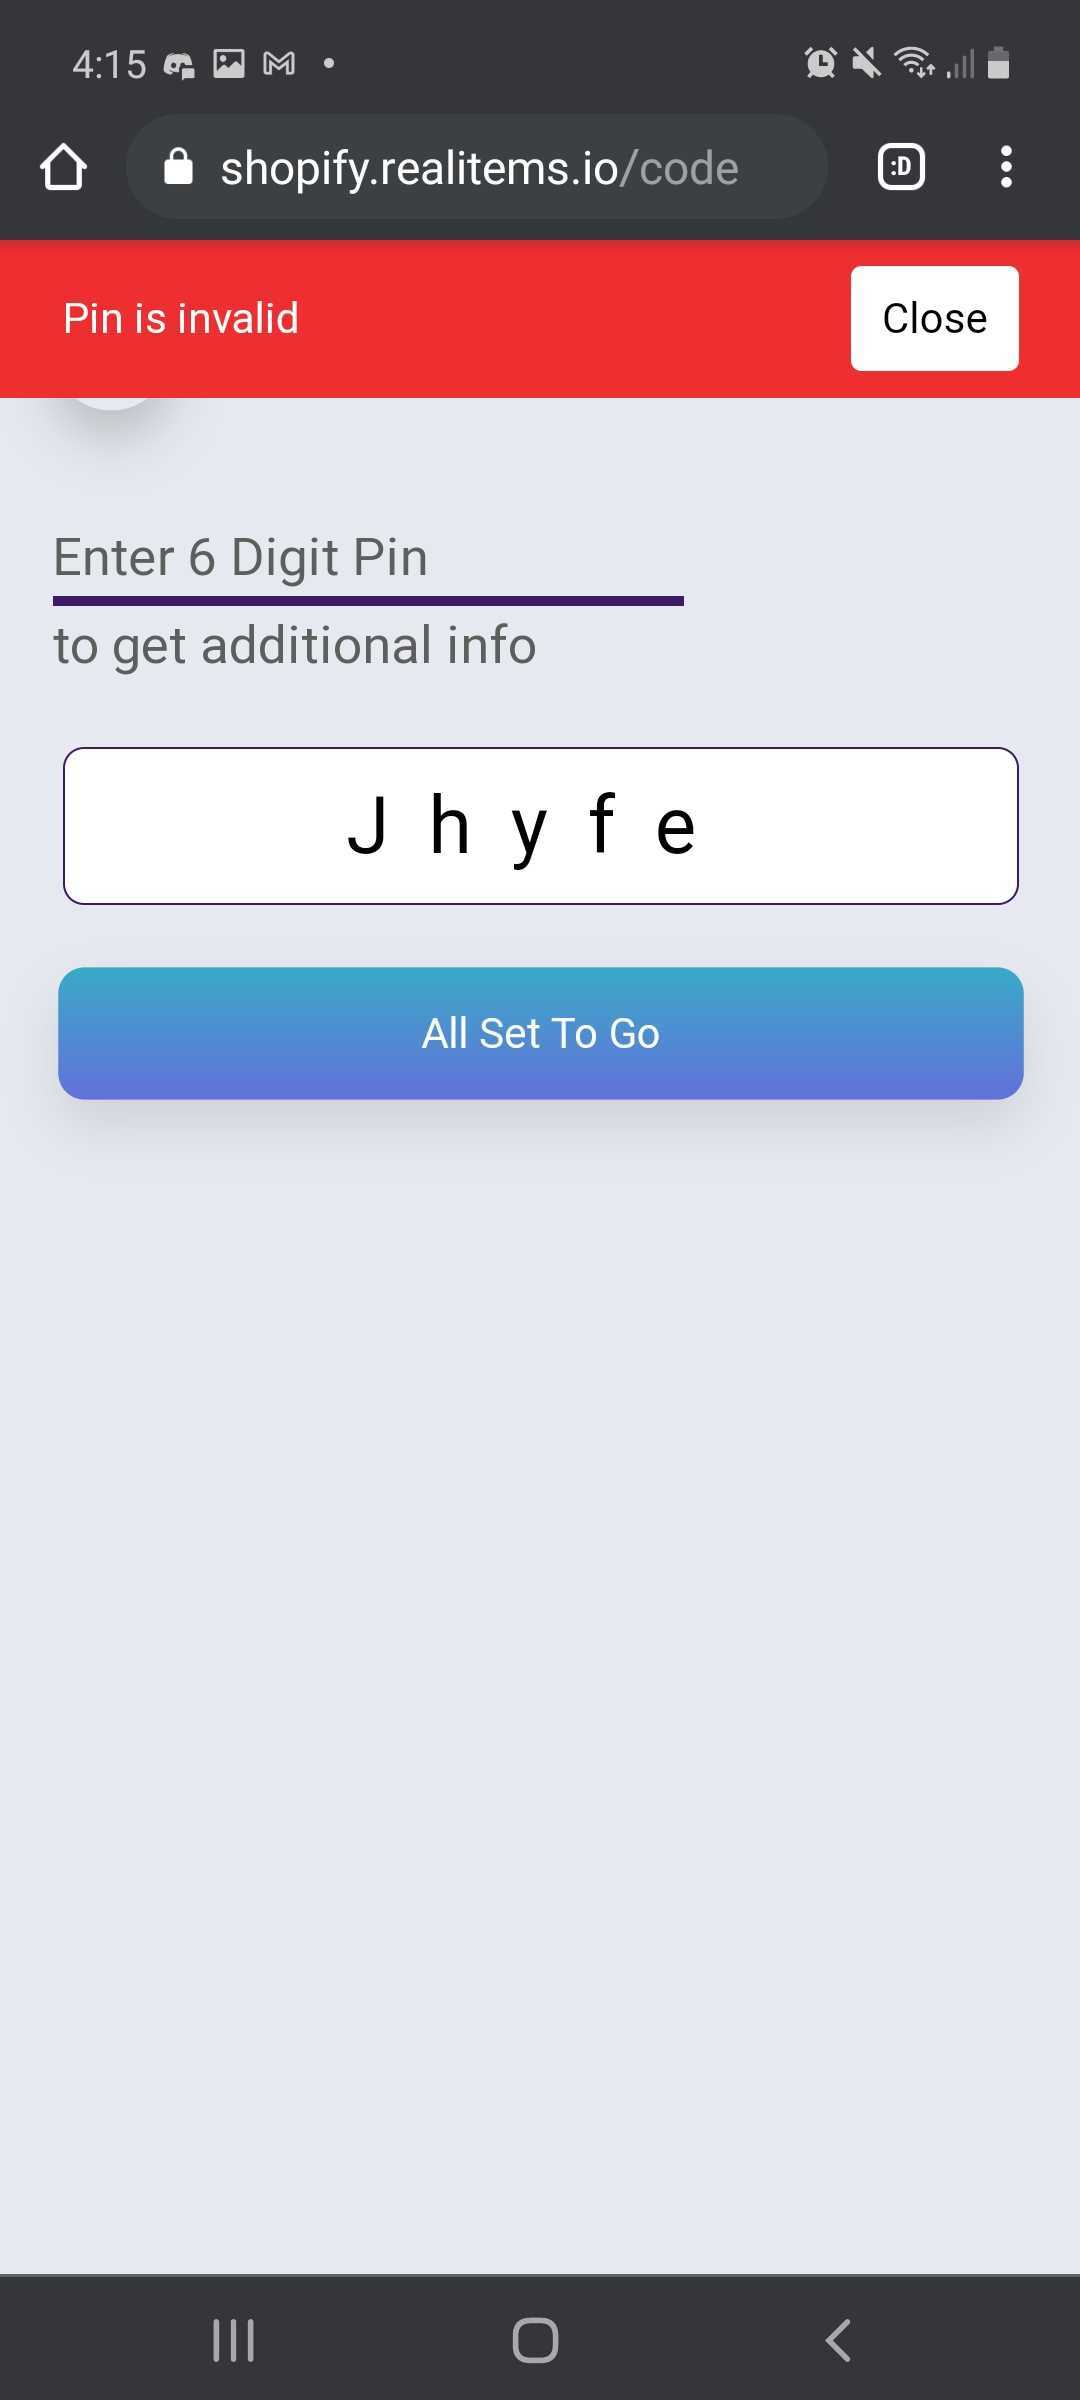 4:15
shopify.realitems.io/code
:D
Pin is invalid
Close
Enter 6 Digit Pin
to get additional info
Jhyfe
All Set To Go